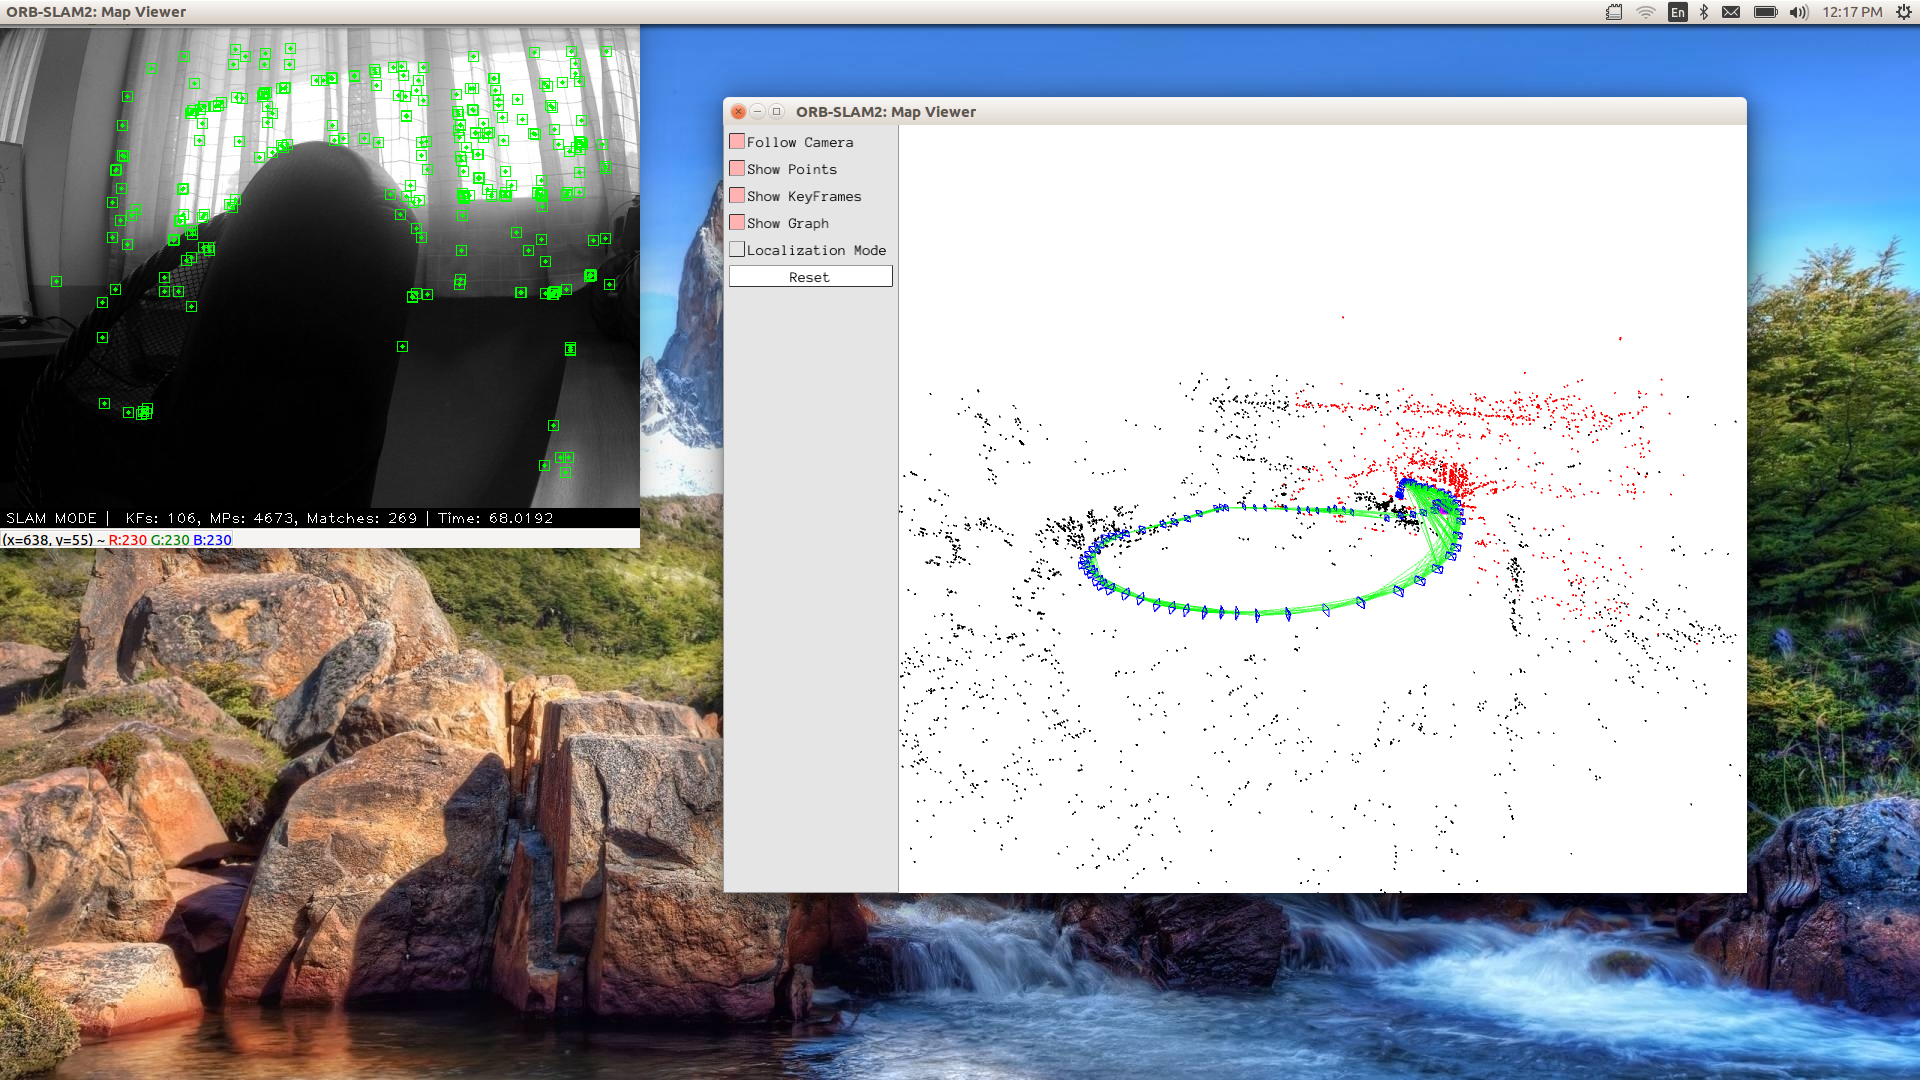 ORB-SLAM2: Map Viewer
En
12:17 PM
SLAM MODE | KFs: 106, MPs: 4673, Matches: 269 | Time: 68.0192
(x=638, y=55) ~ R:230 G:230 B:230
ORB-SLAM2: Map Viewer
Follow Camera
Show Points
Show KeyFrames
Show Graph
Localization Mode
Reset